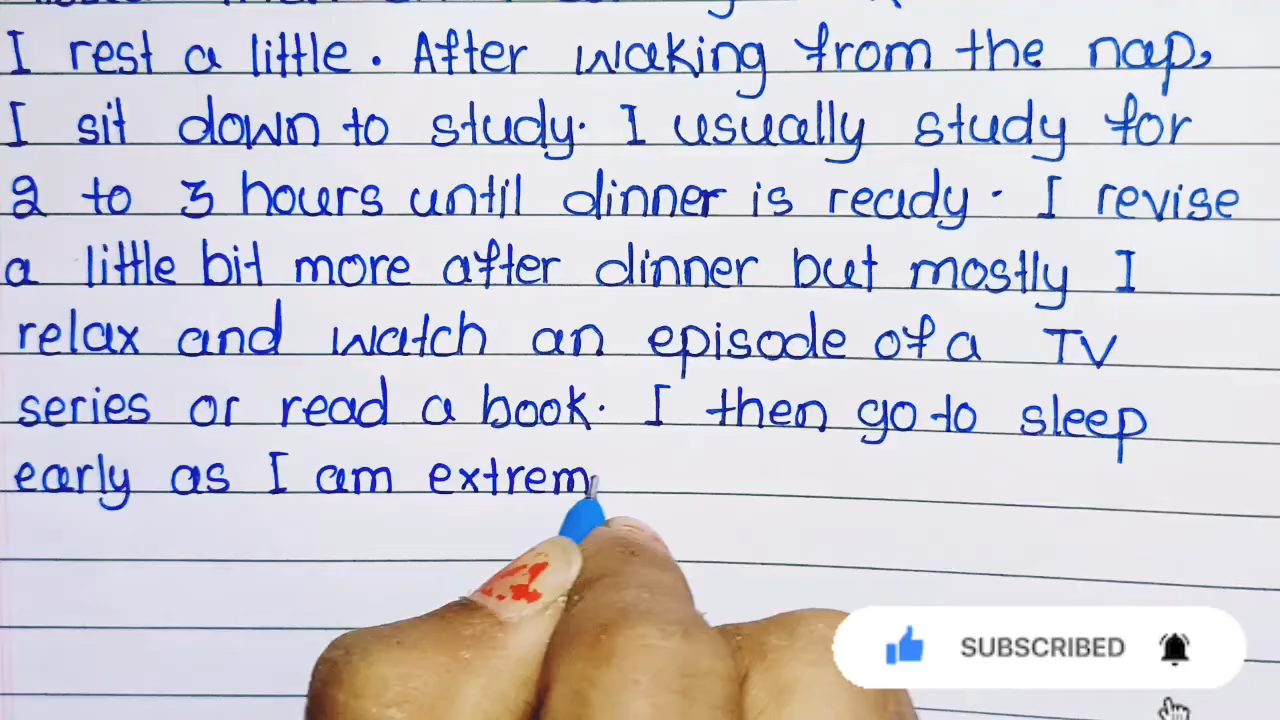 I rest a little. After waking from the nap,
I sit down to study. I usually study for
2 to 3 hours until dinner is ready. I revise
a little bit more after dinner but mostly I
relax and watch an episode of a TV
series or read a book. I then go to sleep
early as I am extrem
SUBSCRIBED